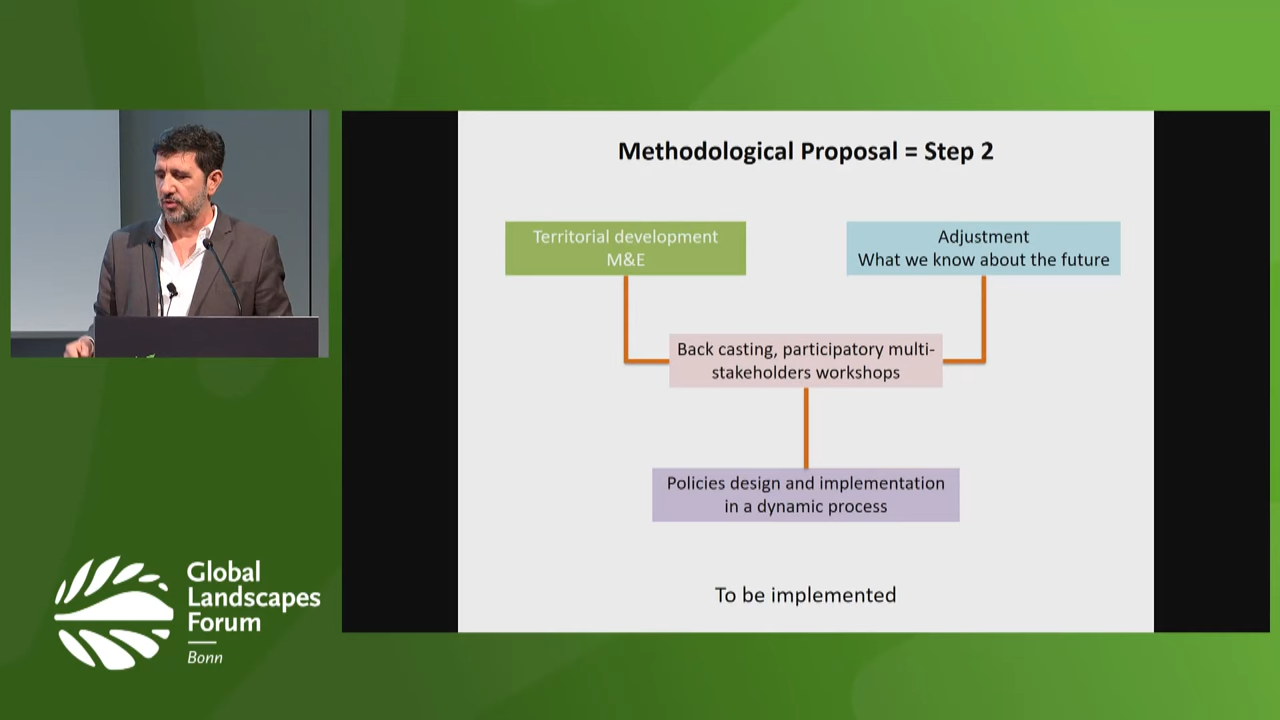 Methodological Proposal = Step 2
Territorial development
M&E
Adjustment
What we know about the future
Back casting, participatory multi-
stakeholders workshops
Policies design and implementation
in a dynamic process
To be implemented
Global
Landscapes
Forum
Bonn